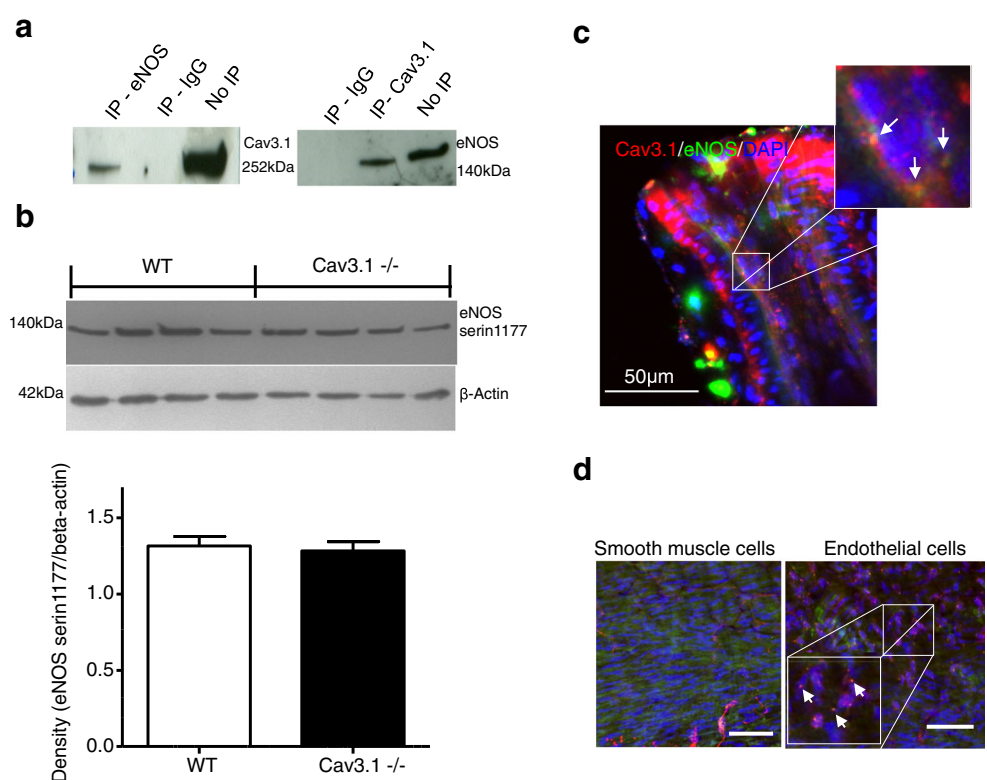 a
IP - eNOS
IP - IgG
No IP
Cav3.1
252kDa
IP - IgG
IP- Cav3.1
No IP
eNOS
140kDa
b
WT
Cav3.1 -/-
140kDa
eNOS
serin1177
42kDa
β-Actin
Density (eNOS serin1177/beta-actin)
1.5
1.0
0.5
0.0
WT
Cav3.1 -/-
c
Cav3.1/eNOS/DAPI
50µm
d
Smooth muscle cells
Endothelial cells